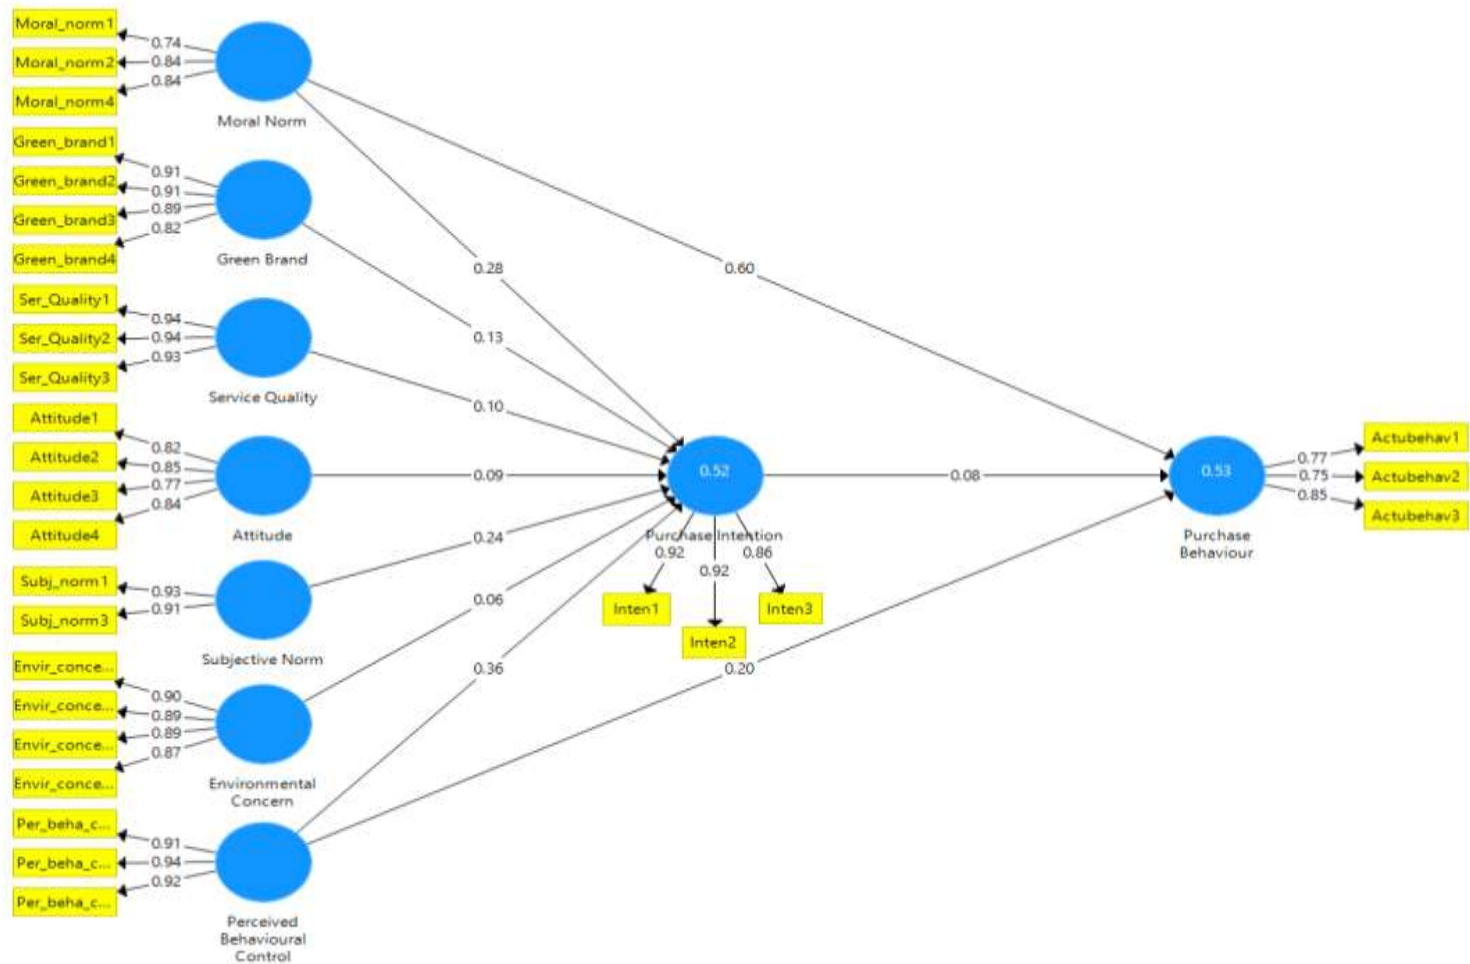 Moral_norm1
0.74
Moral_norm2
0.84
0.84
Moral_norm4
Moral Norm
Green_brand1
0.91
Green_brand2
0.91
0.89
Green_brand3
0.82
Green_brand4
Green Brand
0.28
0.60
0.13
Ser_Quality1
0.94
Ser_Quality2
0.94
0.93
Ser_Quality3
Service Quality
0.10
Attitude1
0.82
Attitude2
0.85
0.77
Attitude3
0.84
Attitude4
Attitude
0.09
0.52
Purchase Intention
0.92
0.92
0.86
Inten1
Inten2
Inten3
0.08
0.53
Purchase
Behaviour
0.77
0.75
0.85
Actubehav1
Actubehav2
Actubehav3
Subj_norm1
0.93
0.91
Subj_norm3
Subjective Norm
0.24
Envir_conce...
0.90
Envir_conce...
0.89
0.89
Envir_conce...
0.87
Envir_conce...
Environmental
Concern
0.06
0.36
0.20
Per_beha_c...
0.91
Per_beha_c...
0.94
0.92
Per_beha_c...
Perceived
Behavioural
Control